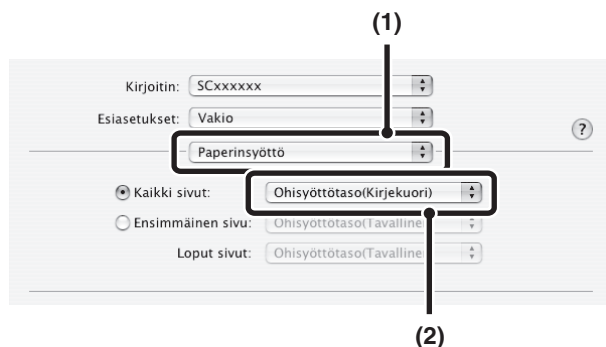 (1)
Kirjoitin: SCxxxxxx
Esiasetukset: Vakio
?
Paperinsyöttö
Kaikki sivut: Ohisyöttötaso(Kirjekuori)
Ensimmäinen sivu: Ohisyöttötaso(Tavalline
Loput sivut: Ohisyöttötaso(Tavalline
(2)